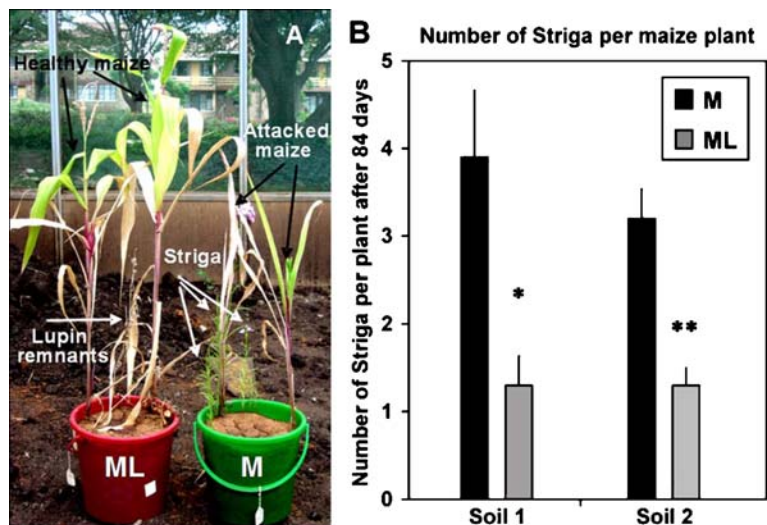 A
Healthy maize
Attacked
maize
Striga
Lupin
remnants
ML
M
B
Number of Striga per maize plant
Number of Striga per plant after 84 days
5
4
3
2
1
0
M
ML
*
**
Soil 1
Soil 2